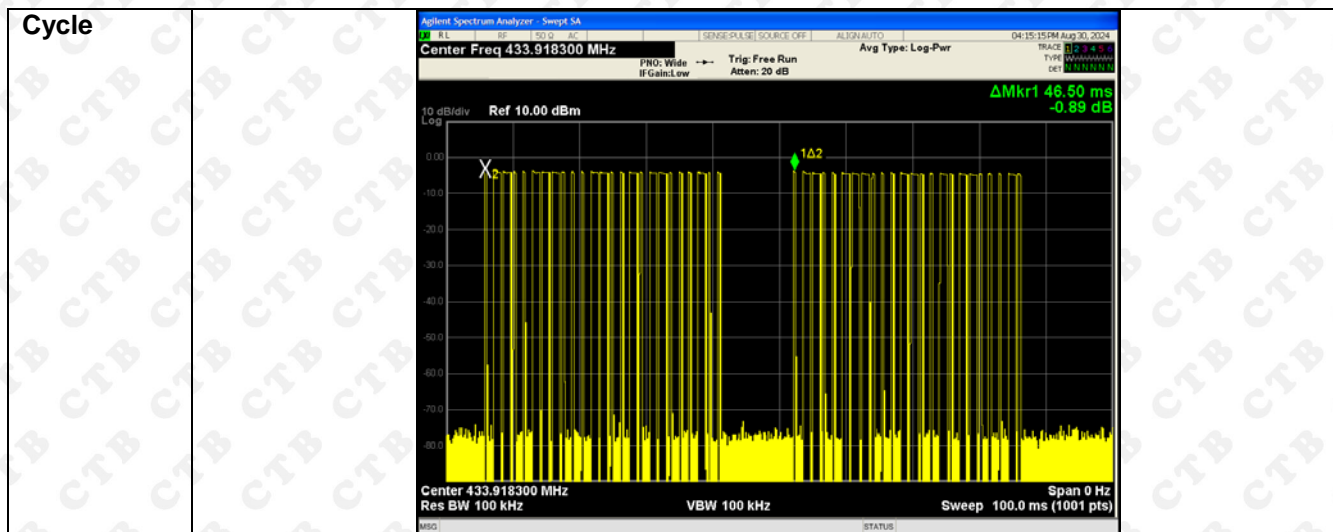 Cycle
Agilent Spectrum Analyzer - Swept SA
RL RF 50 Ω AC SENSE:PULSE SOURCE OFF ALIGN AUTO 04:15:15 PM Aug 30, 2024
Center Freq 433.918300 MHz
Avg Type: Log-Pwr
TRACE 1 2 3 4 5 6
PNO: Wide
Trig: Free Run
TYPE
IFGain:Low
Atten: 20 dB
DET N N N N N N
ΔMkr1 46.50 ms
-0.89 dB
10 dB/div Ref 10.00 dBm
Log
0.00
1Δ2
X2
-10.0
-20.0
-30.0
-40.0
-50.0
-60.0
-70.0
-80.0
Center 433.918300 MHz Span 0 Hz
Res BW 100 kHz VBW 100 kHz Sweep 100.0 ms (1001 pts)
MSG STATUS
CTB